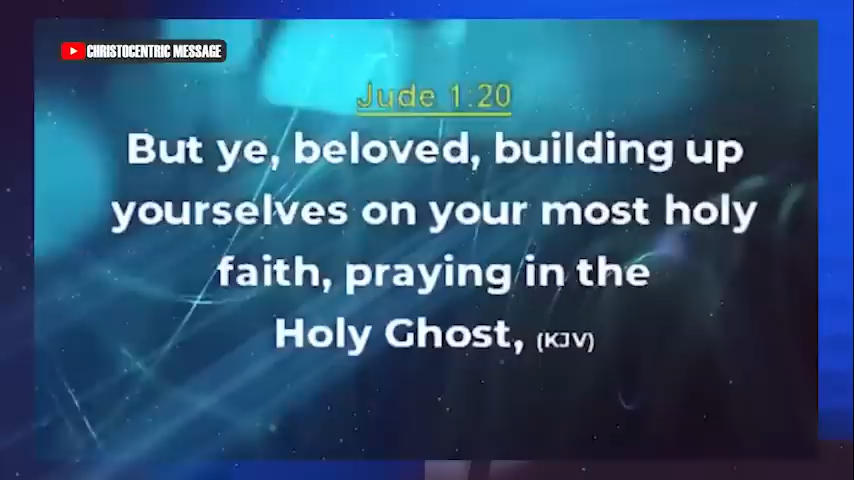 CHRISTOCENTRIC MESSAGE
Jude 1:20
But ye, beloved, building up
yourselves on your most holy
faith, praying in the
Holy Ghost, (KJV)